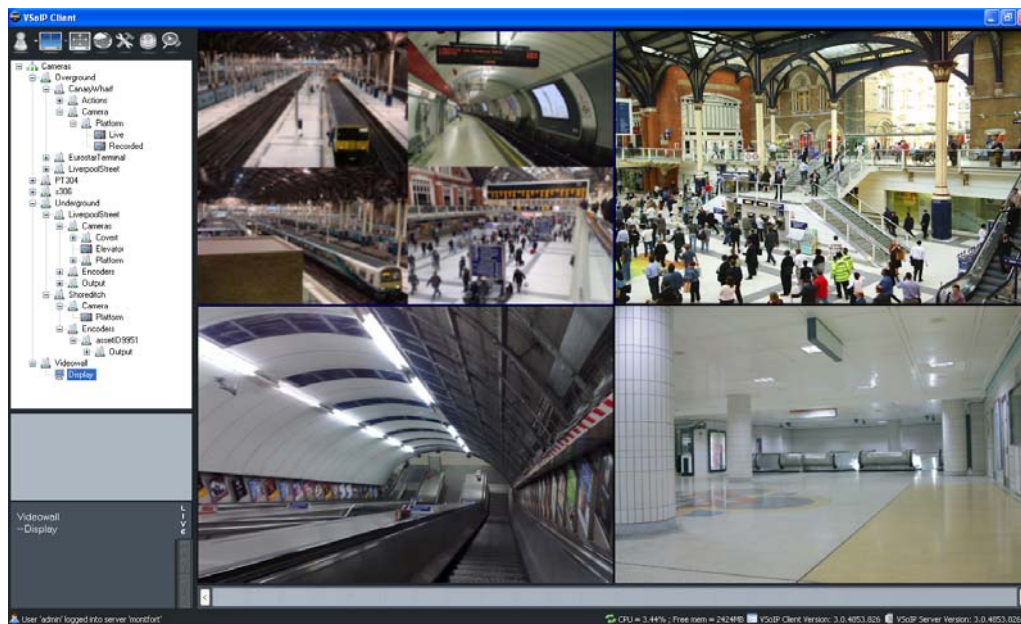 VSoIP Client
Cameras
Overground
CanaryWharf
Actions
Camera
Platform
Live
Recorded
EurostarTerminal
LiverpoolStreet
PT304
x306
Underground
LiverpoolStreet
Cameras
Covert
Elevator
Platform
Encoders
Output
Shoreditch
Camera
Platform
Encoders
assetID9951
Output
Videowall
Display
Videowall
--Display
LIVE
User 'admin' logged into server 'montfort'
CPU = 3.44% ; Free mem = 2424MB VSoIP Client Version: 3.0.4853.826 VSoIP Server Version: 3.0.4853.826